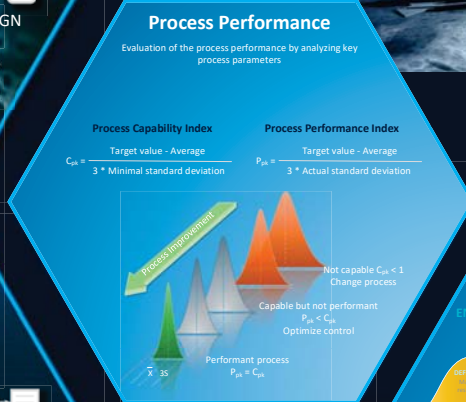 GN
Process Performance
Evaluation of the process performance by analyzing key
process parameters
Process Capability Index
Process Performance Index
Cpk = Target value - Average
3 * Minimal standard deviation
Ppk = Target value - Average
3 * Actual standard deviation
Process Improvement
Not capable Cpk < 1
Change process
Capable but not performant
Ppk < Cpk
Optimize control
Performant process
Ppk = Cpk
x̅ 3S